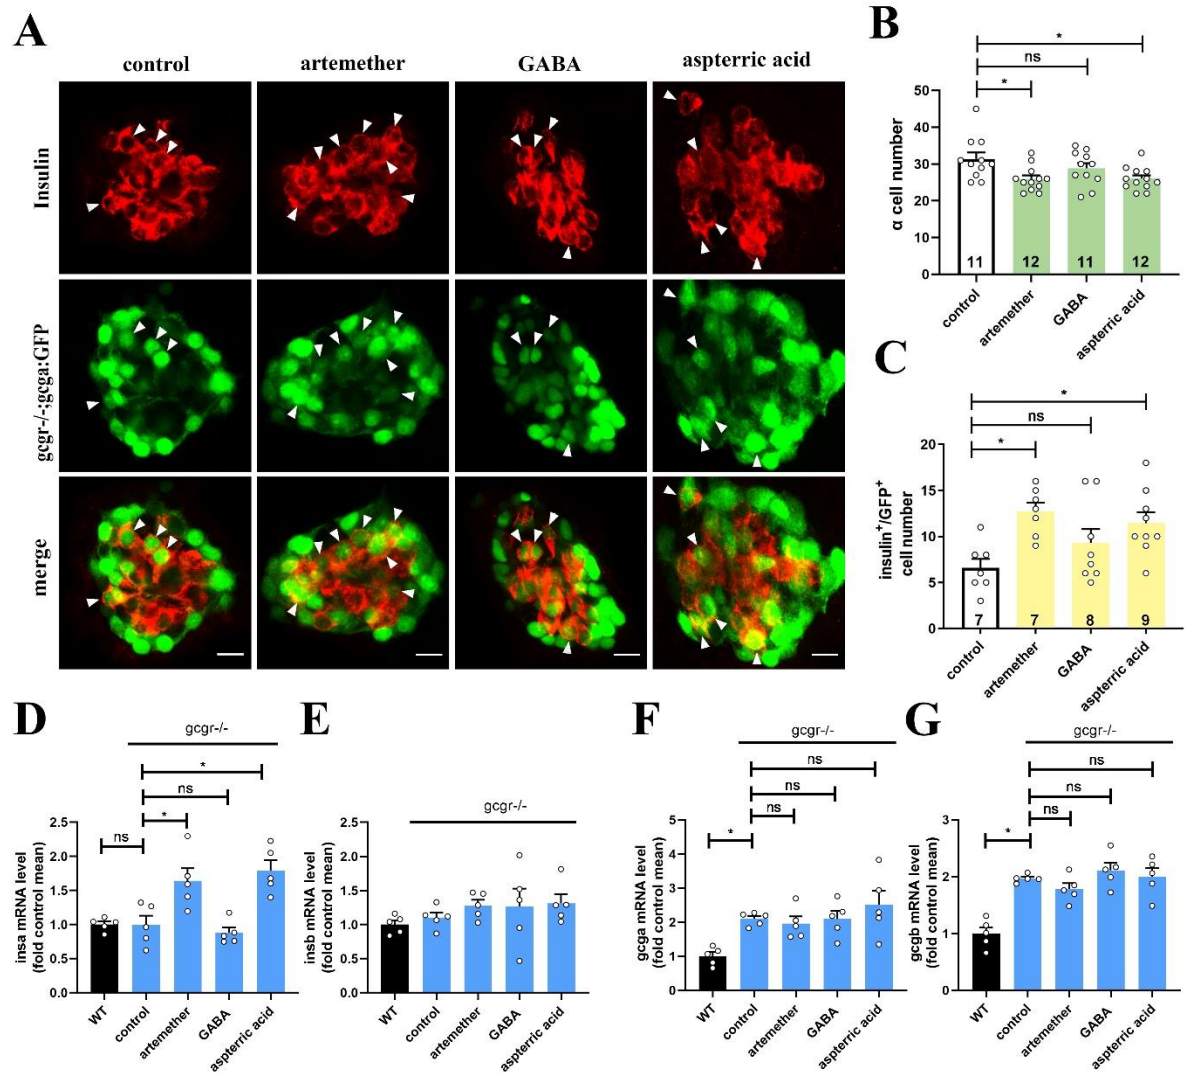 A
control
artemether
GABA
aspterric acid
Insulin
gcgr-/-;gcga:GFP
merge
B
*
ns
*
α cell number
50
40
30
20
10
0
11
12
11
12
control
artemether
GABA
aspterric acid
C
*
ns
*
insulin+/GFP+
cell number
20
15
10
5
0
7
7
8
9
control
artemether
GABA
aspterric acid
D
gcgr-/-
*
ns
*
ns
insa mRNA level
(fold control mean)
2.5
2.0
1.5
1.0
0.5
0.0
WT
control
artemether
GABA
aspterric acid
E
gcgr-/-
insb mRNA level
(fold control mean)
2.5
2.0
1.5
1.0
0.5
0.0
WT
control
artemether
GABA
aspterric acid
F
gcgr-/-
ns
ns
ns
*
gcga mRNA level
(fold control mean)
5
4
3
2
1
0
WT
control
artemether
GABA
aspterric acid
G
gcgr-/-
ns
ns
ns
*
gcgb mRNA level
(fold control mean)
3
2
1
0
WT
control
artemether
GABA
aspterric acid